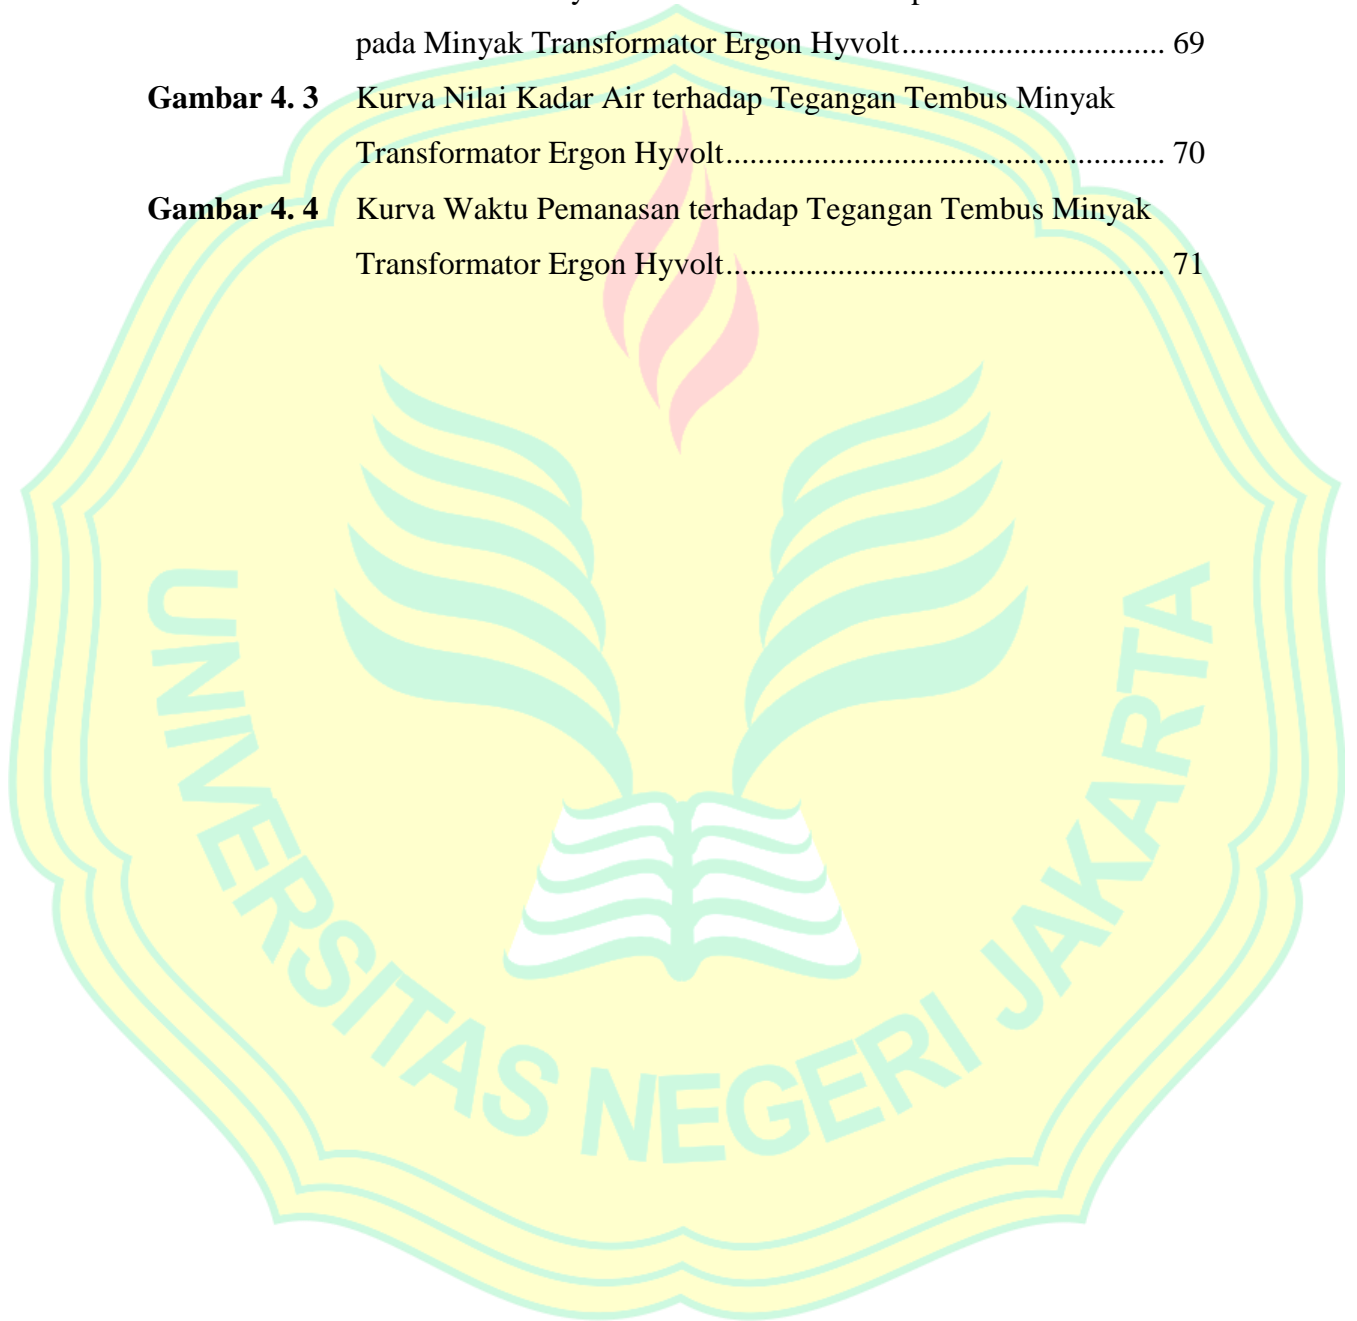 pada Minyak Transformator Ergon Hyvolt................................. 69
Gambar 4. 3 Kurva Nilai Kadar Air terhadap Tegangan Tembus Minyak
Transformator Ergon Hyvolt....................................................... 70
Gambar 4. 4 Kurva Waktu Pemanasan terhadap Tegangan Tembus Minyak
Transformator Ergon Hyvolt....................................................... 71
UNIVERSITAS NEGERI JAKARTA